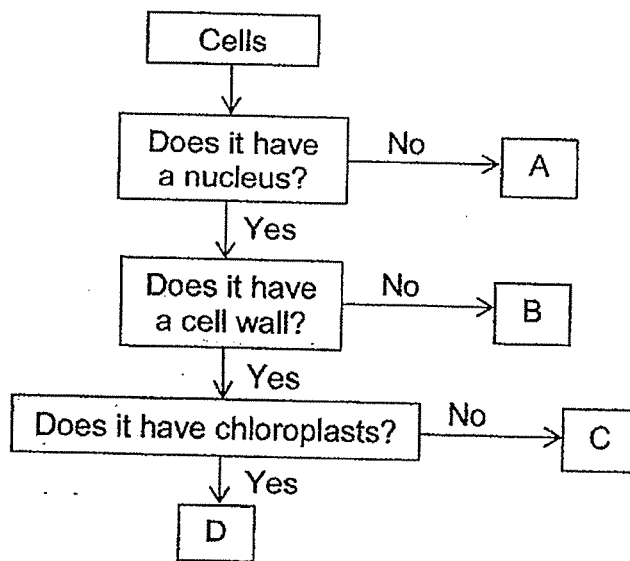 Cells
Does it have
a nucleus?
No
A
Yes
Does it have
a cell wall?
No
B
Yes
Does it have chloroplasts?
No
C
Yes
D